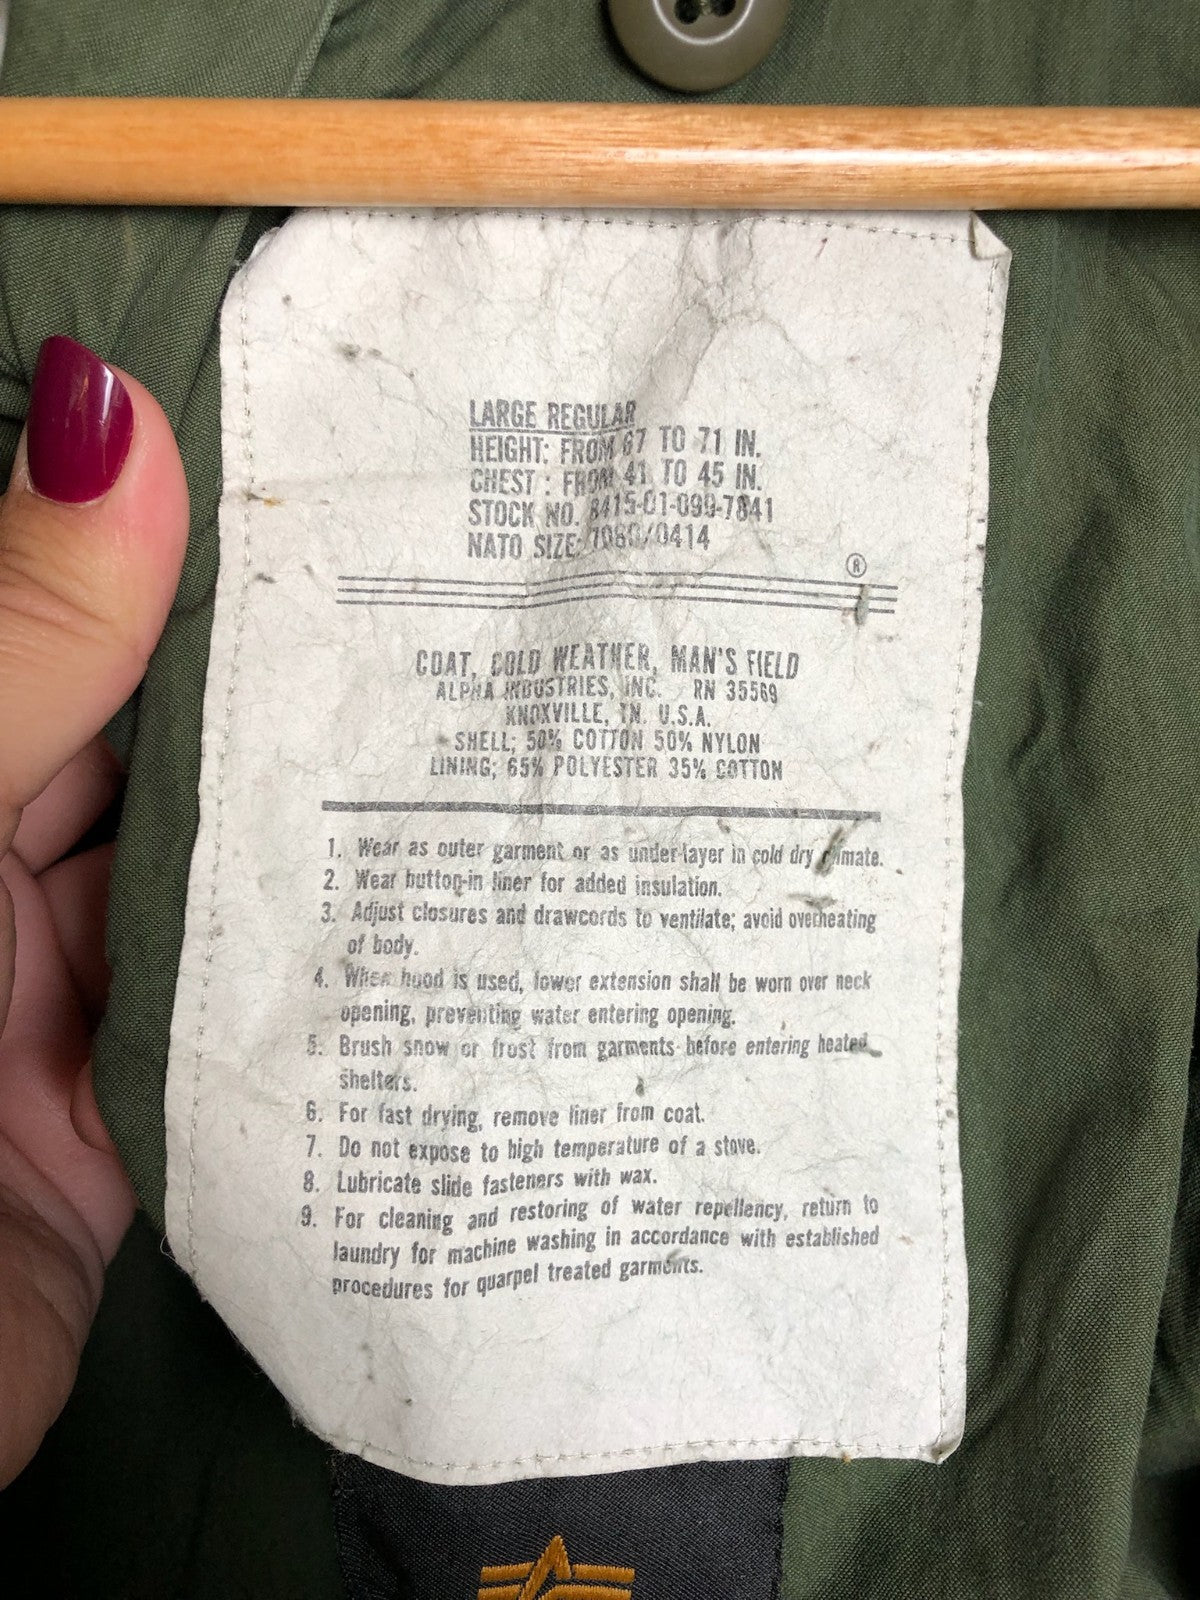 LARGE REGULAR
HEIGHT: FROM 67 TO 71 IN.
CHEST : FROM 41 TO 45 IN.
STOCK NO. 8415-01-099-7841
NATO SIZE: 7080/0414
®
COAT, COLD WEATHER, MAN'S FIELD
ALPHA INDUSTRIES, INC. RN 35569
KNOXVILLE, TN. U.S.A.
SHELL; 50% COTTON 50% NYLON
LINING; 65% POLYESTER 35% COTTON
1. Wear as outer garment or as under-layer in cold dry climate.
2. Wear button-in liner for added insulation.
3. Adjust closures and drawcords to ventilate; avoid overheating
of body.
4. When hood is used, lower extension shall be worn over neck
opening, preventing water entering opening.
5. Brush snow or frost from garments before entering heated
shelters.
6. For fast drying, remove liner from coat.
7. Do not expose to high temperature of a stove.
8. Lubricate slide fasteners with wax.
9. For cleaning and restoring of water repellency, return to
laundry for machine washing in accordance with established
procedures for quarpel treated garments.